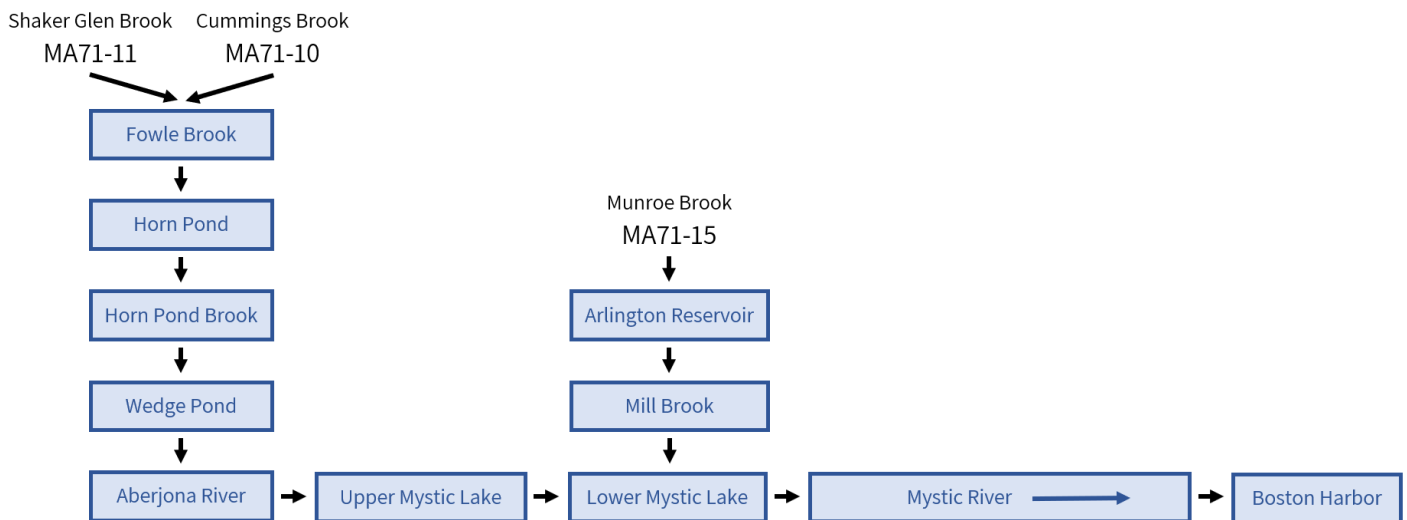 Shaker Glen Brook
MA71-11
Cummings Brook
MA71-10
Fowle Brook
Horn Pond
Horn Pond Brook
Wedge Pond
Aberjona River
Upper Mystic Lake
Munroe Brook
MA71-15
Arlington Reservoir
Mill Brook
Lower Mystic Lake
Mystic River
Boston Harbor